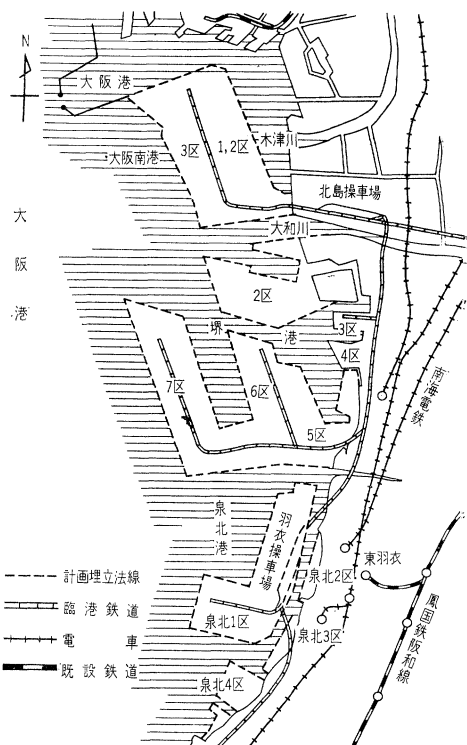 N
大阪港
大阪南港
3区
1,2区
木津川
北島操車場
大和川
大阪港
2区
堺港
3区
4区
7区
6区
5区
南海電鉄
泉北港
羽衣操車場
東羽衣
泉北2区
泉北1区
泉北3区
鳳国鉄阪和線
泉北4区
計画埋立法線
臨港鉄道
電車
既設鉄道